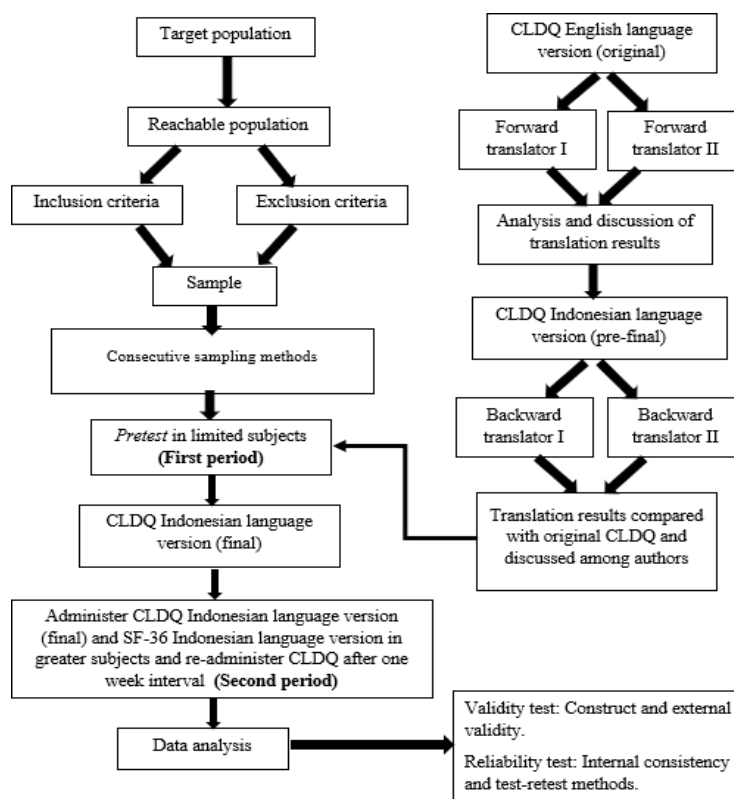 Target population
Reachable population
Inclusion criteria
Exclusion criteria
Sample
Consecutive sampling methods
Pretest in limited subjects
(First period)
CLDQ Indonesian language
version (final)
Administer CLDQ Indonesian language version
(final) and SF-36 Indonesian language version in
greater subjects and re-administer CLDQ after one
week interval (Second period)
Data analysis
CLDQ English language
version (original)
Forward
translator I
Forward
translator II
Analysis and discussion of
translation results
CLDQ Indonesian language
version (pre-final)
Backward
translator I
Backward
translator II
Translation results compared
with original CLDQ and
discussed among authors
Validity test: Construct and external
validity.
Reliability test: Internal consistency
and test-retest methods.